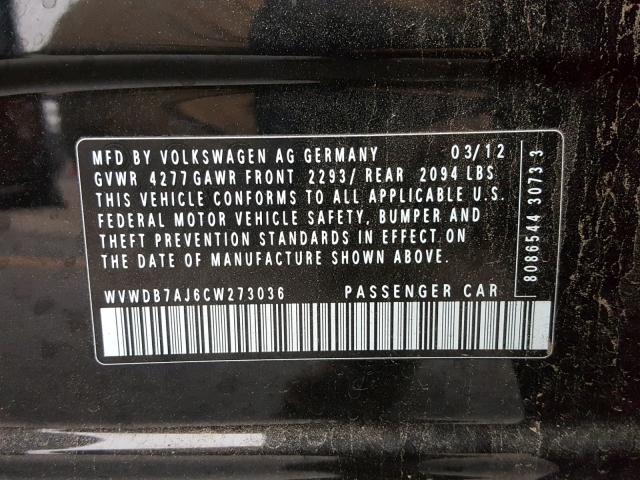 MFD BY VOLKSWAGEN AG GERMANY 03/12
GVWR 4277 GAWR FRONT 2293/ REAR 2094 LBS
THIS VEHICLE CONFORMS TO ALL APPLICABLE U.S.
FEDERAL MOTOR VEHICLE SAFETY, BUMPER AND
THEFT PREVENTION STANDARDS IN EFFECT ON
THE DATE OF MANUFACTURE SHOWN ABOVE.
WVWDB7AJ6CW273036 PASSENGER CAR
8086544 3073 3